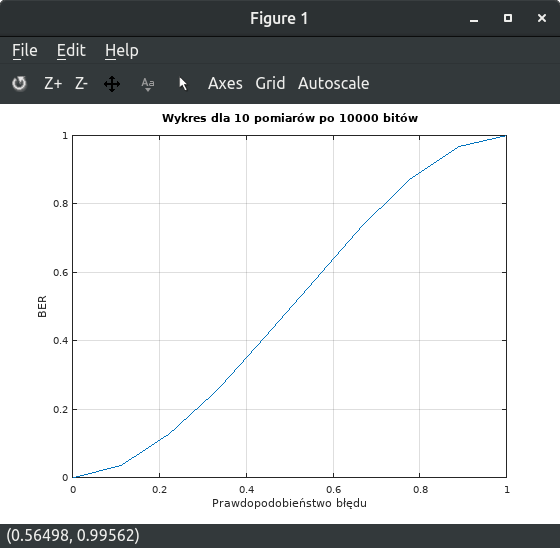 Figure 1
File Edit Help
Z+ Z- Aa Axes Grid Autoscale
Wykres dla 10 pomiarów po 10000 bitów
1
0.8
0.6
0.4
0.2
0
BER
0 0.2 0.4 0.6 0.8 1
Prawdopodobieństwo błędu
(0.56498, 0.99562)